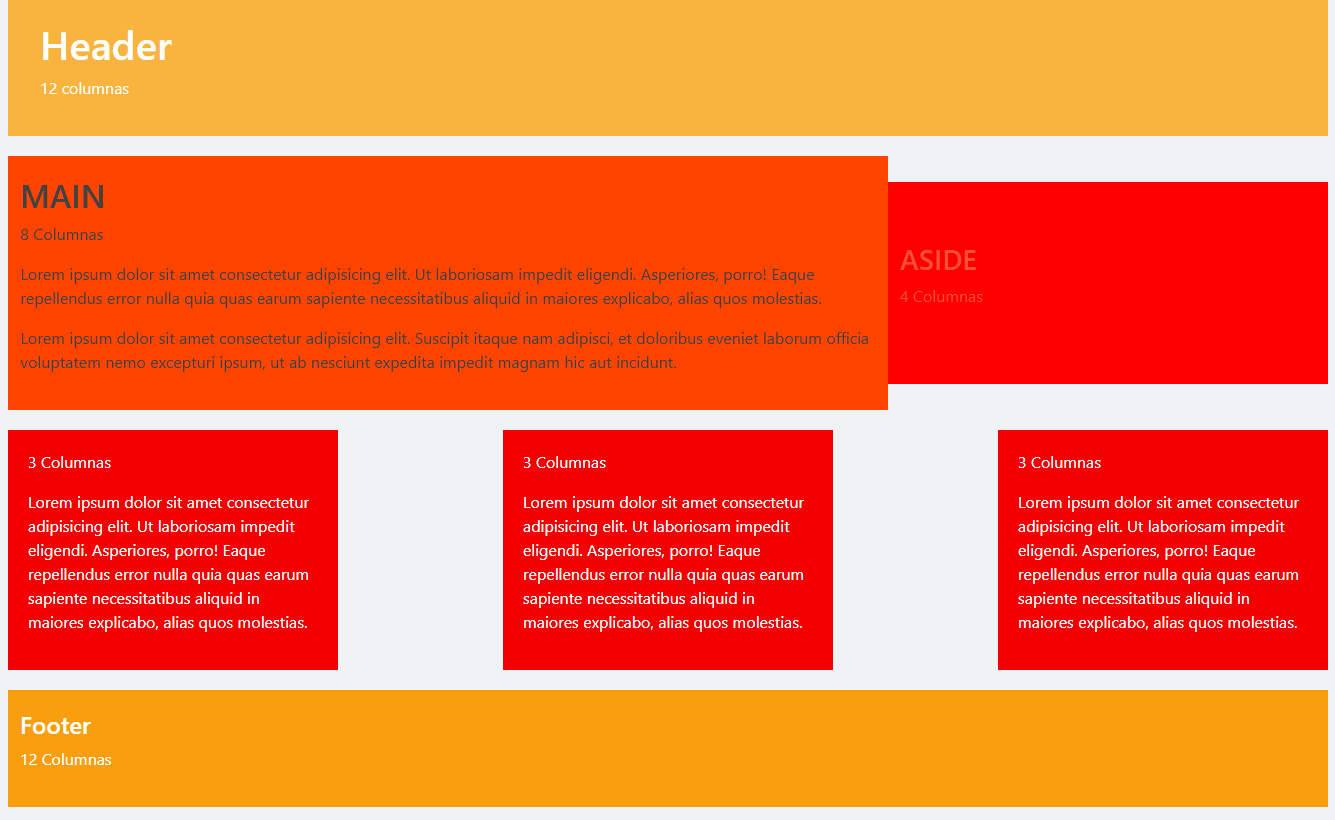 Header
12 columnas
MAIN
8 Columnas
Lorem ipsum dolor sit amet consectetur adipisicing elit. Ut laboriosam impedit eligendi. Asperiores, porro! Eaque
repellendus error nulla quia quas earum sapiente necessitatibus aliquid in maiores explicabo, alias quos molestias.
Lorem ipsum dolor sit amet consectetur adipisicing elit. Suscipit itaque nam adipisci, et doloribus eveniet laborum officia
voluptatem nemo excepturi ipsum, ut ab nesciunt expedita impedit magnam hic aut incidunt.
ASIDE
4 Columnas
3 Columnas
Lorem ipsum dolor sit amet consectetur
adipisicing elit. Ut laboriosam impedit
eligendi. Asperiores, porro! Eaque
repellendus error nulla quia quas earum
sapiente necessitatibus aliquid in
maiores explicabo, alias quos molestias.
3 Columnas
Lorem ipsum dolor sit amet consectetur
adipisicing elit. Ut laboriosam impedit
eligendi. Asperiores, porro! Eaque
repellendus error nulla quia quas earum
sapiente necessitatibus aliquid in
maiores explicabo, alias quos molestias.
3 Columnas
Lorem ipsum dolor sit amet consectetur
adipisicing elit. Ut laboriosam impedit
eligendi. Asperiores, porro! Eaque
repellendus error nulla quia quas earum
sapiente necessitatibus aliquid in
maiores explicabo, alias quos molestias.
Footer
12 Columnas